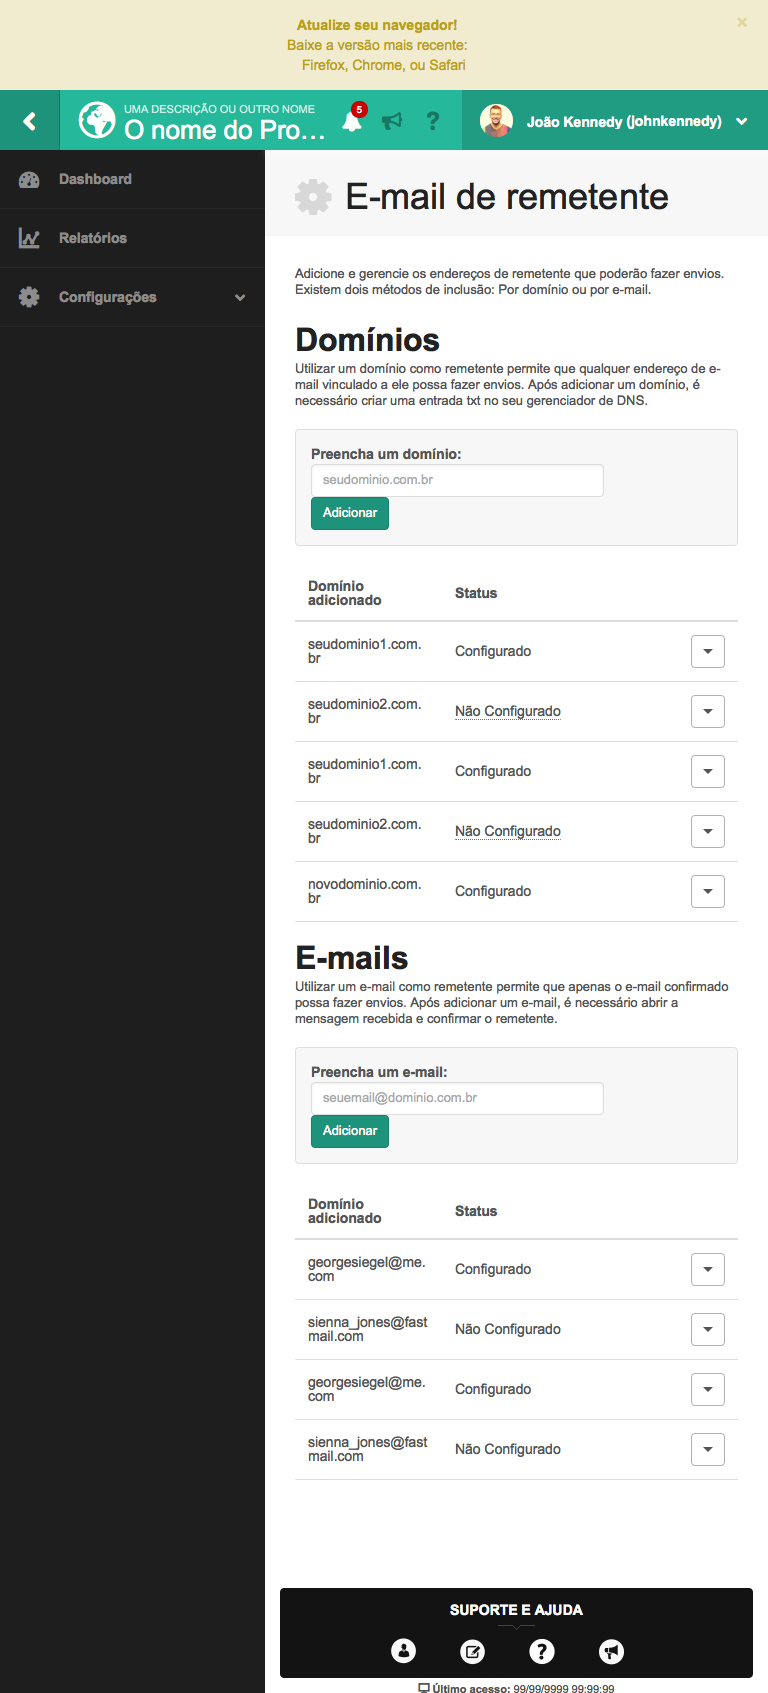 Atualize seu navegador!
×
Baixe a versão mais recente:
Firefox, Chrome, ou Safari
UMA DESCRIÇÃO OU OUTRO NOME
O nome do Pro...
5
?
João Kennedy (johnkennedy)
Dashboard
Relatórios
Configurações
E-mail de remetente
Adicione e gerencie os endereços de remetente que poderão fazer envios.
Existem dois métodos de inclusão: Por domínio ou por e-mail.
Domínios
Utilizar um domínio como remetente permite que qualquer endereço de e-
mail vinculado a ele possa fazer envios. Após adicionar um domínio, é
necessário criar uma entrada txt no seu gerenciador de DNS.
Preencha um domínio:
seudominio.com.br
Adicionar
Domínio
adicionado
Status
seudominio1.com.
br
Configurado
seudominio2.com.
br
Não Configurado
seudominio1.com.
br
Configurado
seudominio2.com.
br
Não Configurado
novodominio.com.
br
Configurado
E-mails
Utilizar um e-mail como remetente permite que apenas o e-mail confirmado
possa fazer envios. Após adicionar um e-mail, é necessário abrir a
mensagem recebida e confirmar o remetente.
Preencha um e-mail:
seuemail@dominio.com.br
Adicionar
Domínio
adicionado
Status
georgesiegel@me.
com
Configurado
sienna_jones@fast
mail.com
Não Configurado
georgesiegel@me.
com
Configurado
sienna_jones@fast
mail.com
Não Configurado
SUPORTE E AJUDA
?
Último acesso: 99/99/9999 99:99:99